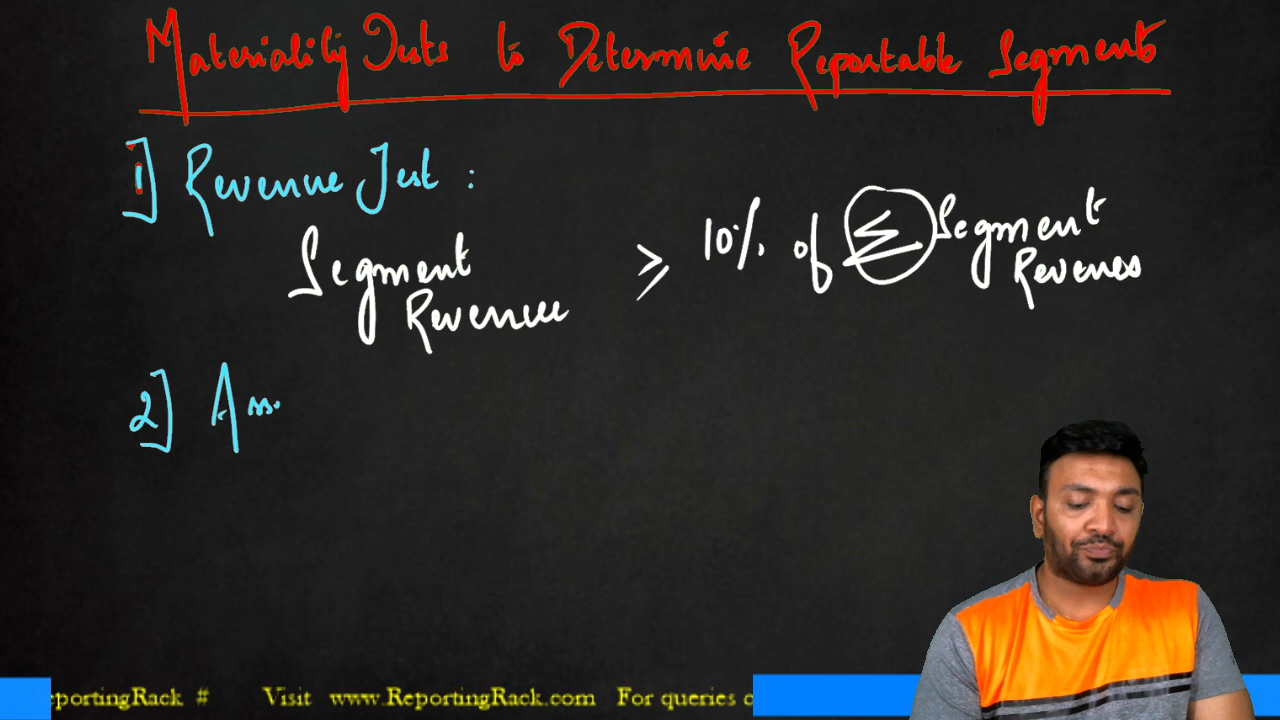 Materiality Tests to Determine Reportable Segments
1] Revenue Test :
Segment Revenue ≥ 10% of Σ Segment Revenues
2] Ass
eportingRack # Visit www.ReportingRack.com For queries c